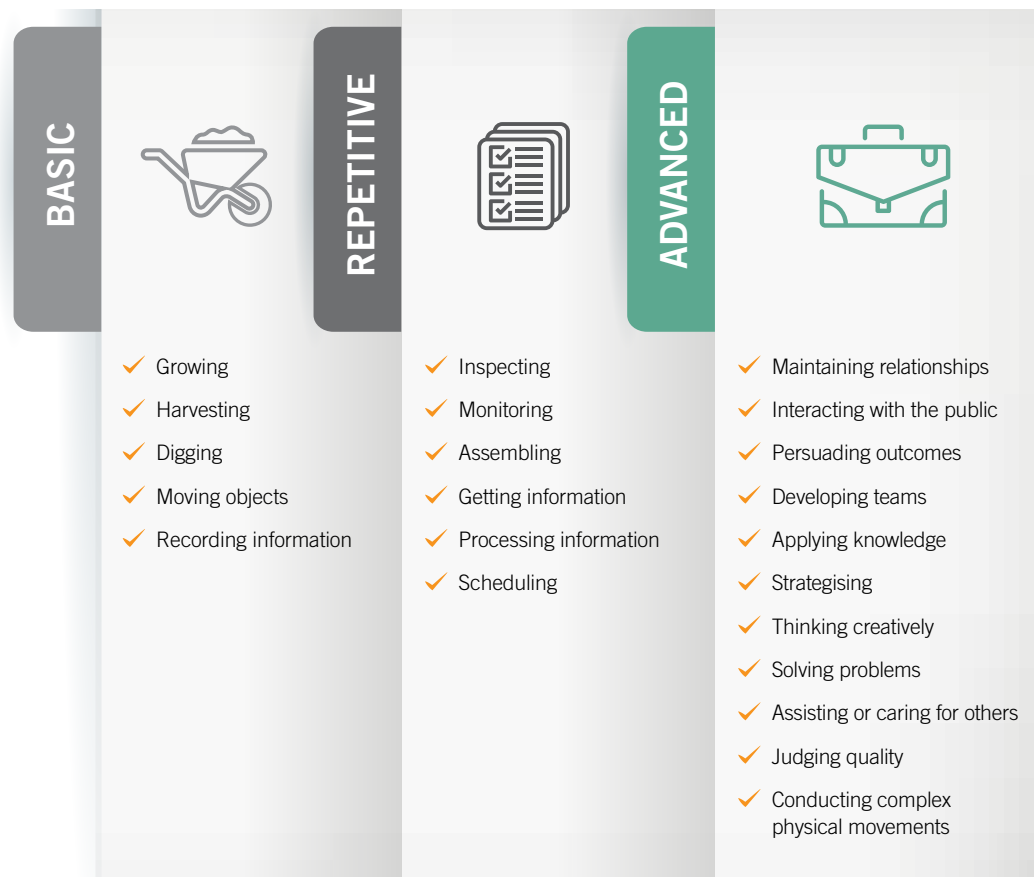 BASIC
Growing
Harvesting
Digging
Moving objects
Recording information
REPETITIVE
Inspecting
Monitoring
Assembling
Getting information
Processing information
Scheduling
ADVANCED
Maintaining relationships
Interacting with the public
Persuading outcomes
Developing teams
Applying knowledge
Strategising
Thinking creatively
Solving problems
Assisting or caring for others
Judging quality
Conducting complex
physical movements